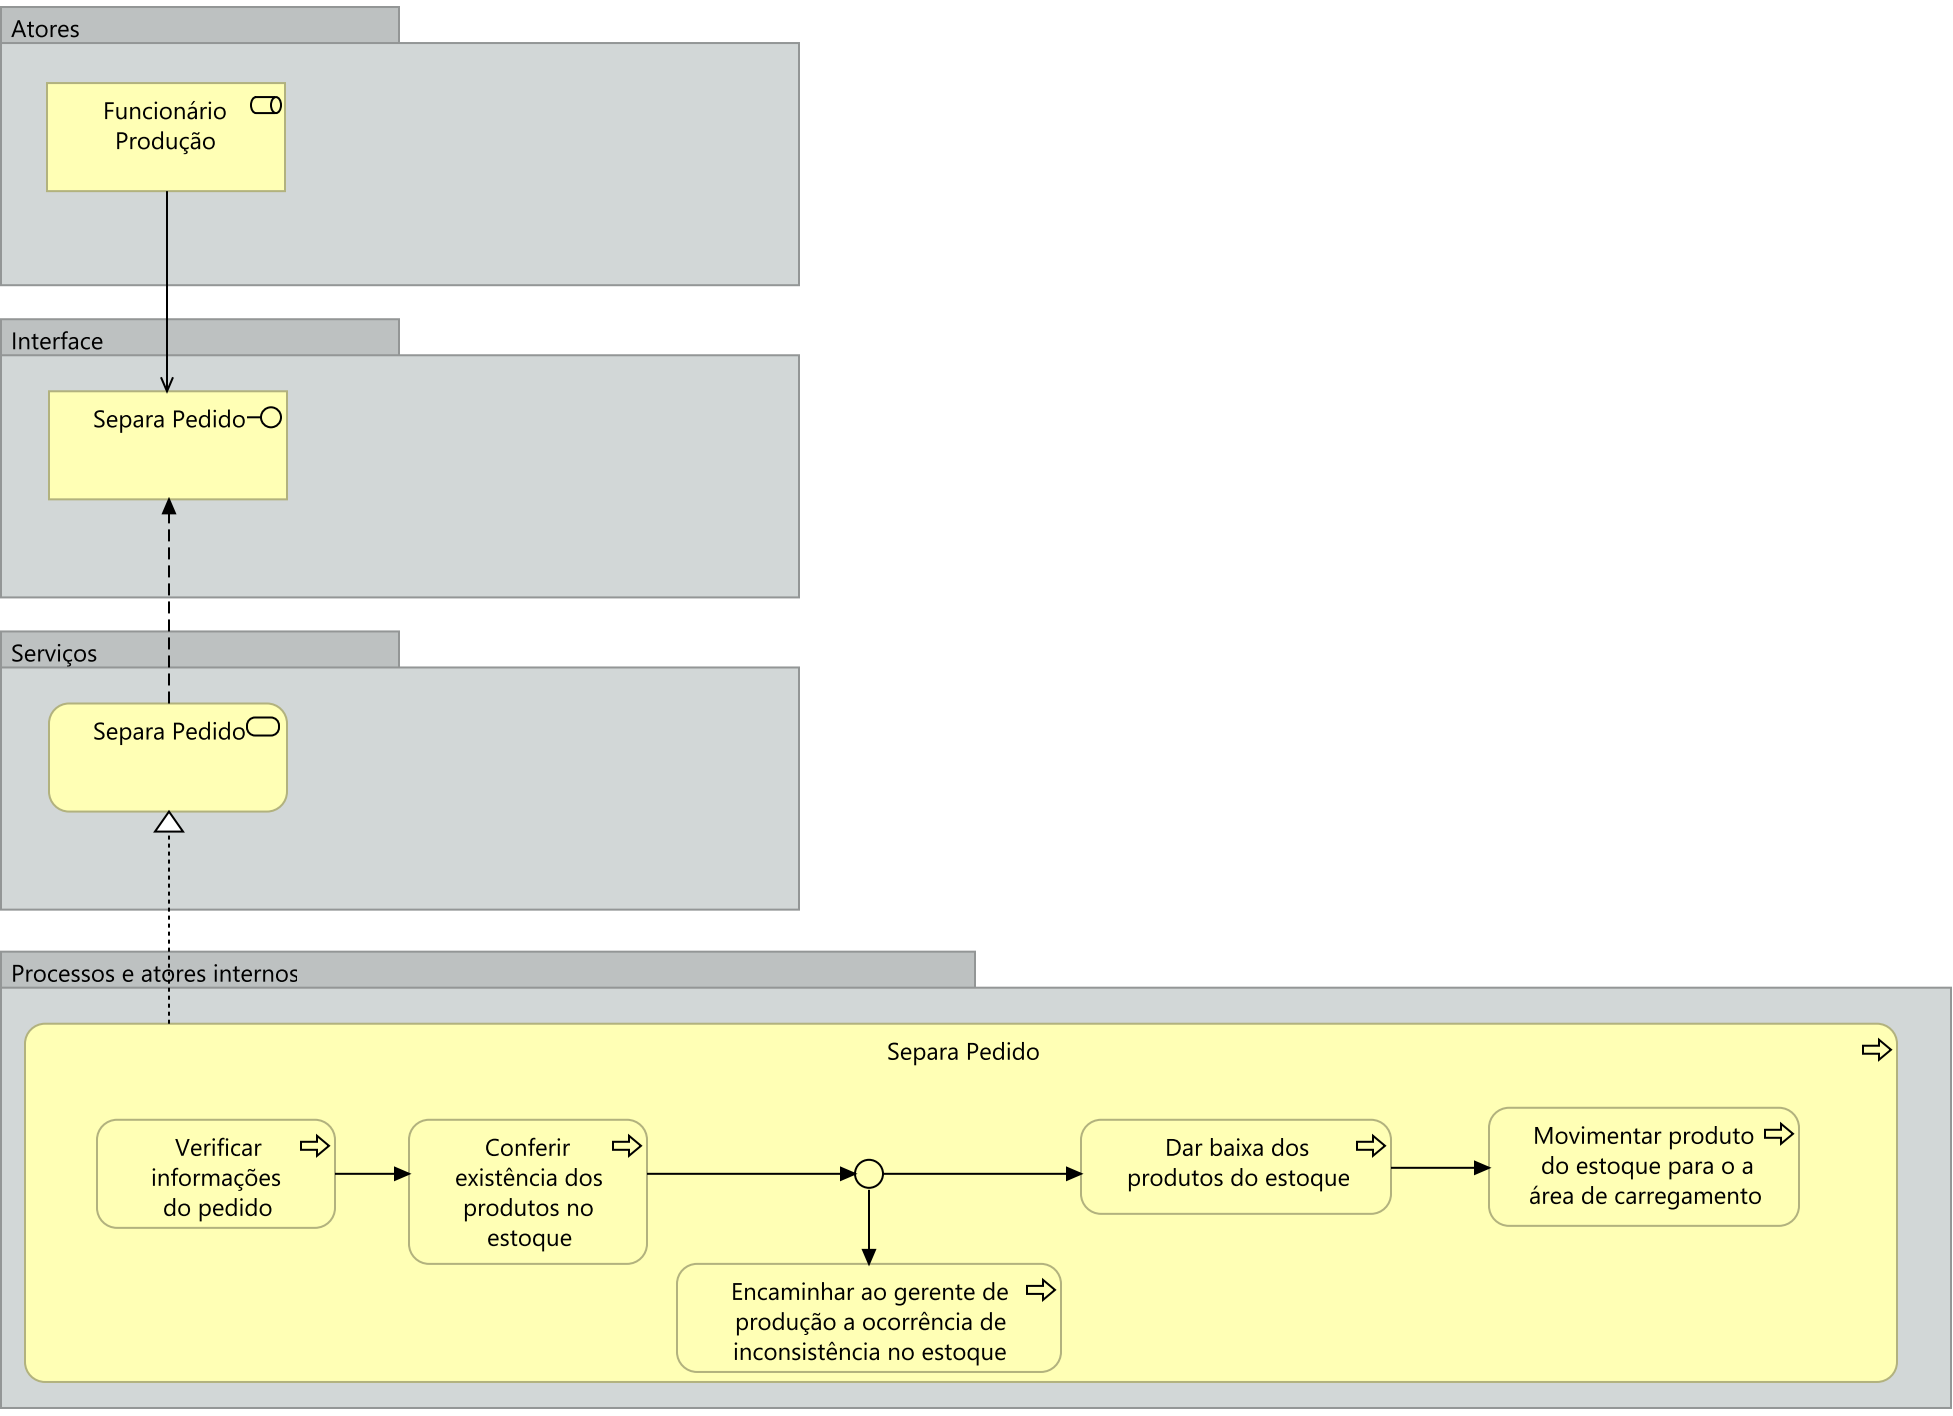 Atores
Funcionário
Produção
Interface
Separa Pedido
Serviços
Separa Pedido
Processos e atores internos
Separa Pedido
Verificar
informações
do pedido
Conferir
existência dos
produtos no
estoque
Dar baixa dos
produtos do estoque
Movimentar produto
do estoque para o a
área de carregamento
Encaminhar ao gerente de
produção a ocorrência de
inconsistência no estoque